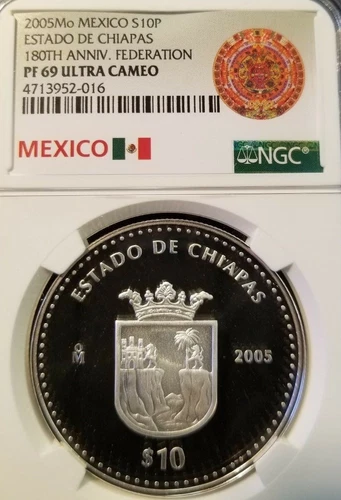 2005Mo MEXICO S10P
ESTADO DE CHIAPAS
180TH ANNIV. FEDERATION
PF 69 ULTRA CAMEO
4713952-016
MEXICO
NGC®
ESTADO DE CHIAPAS
Mo
2005
$10